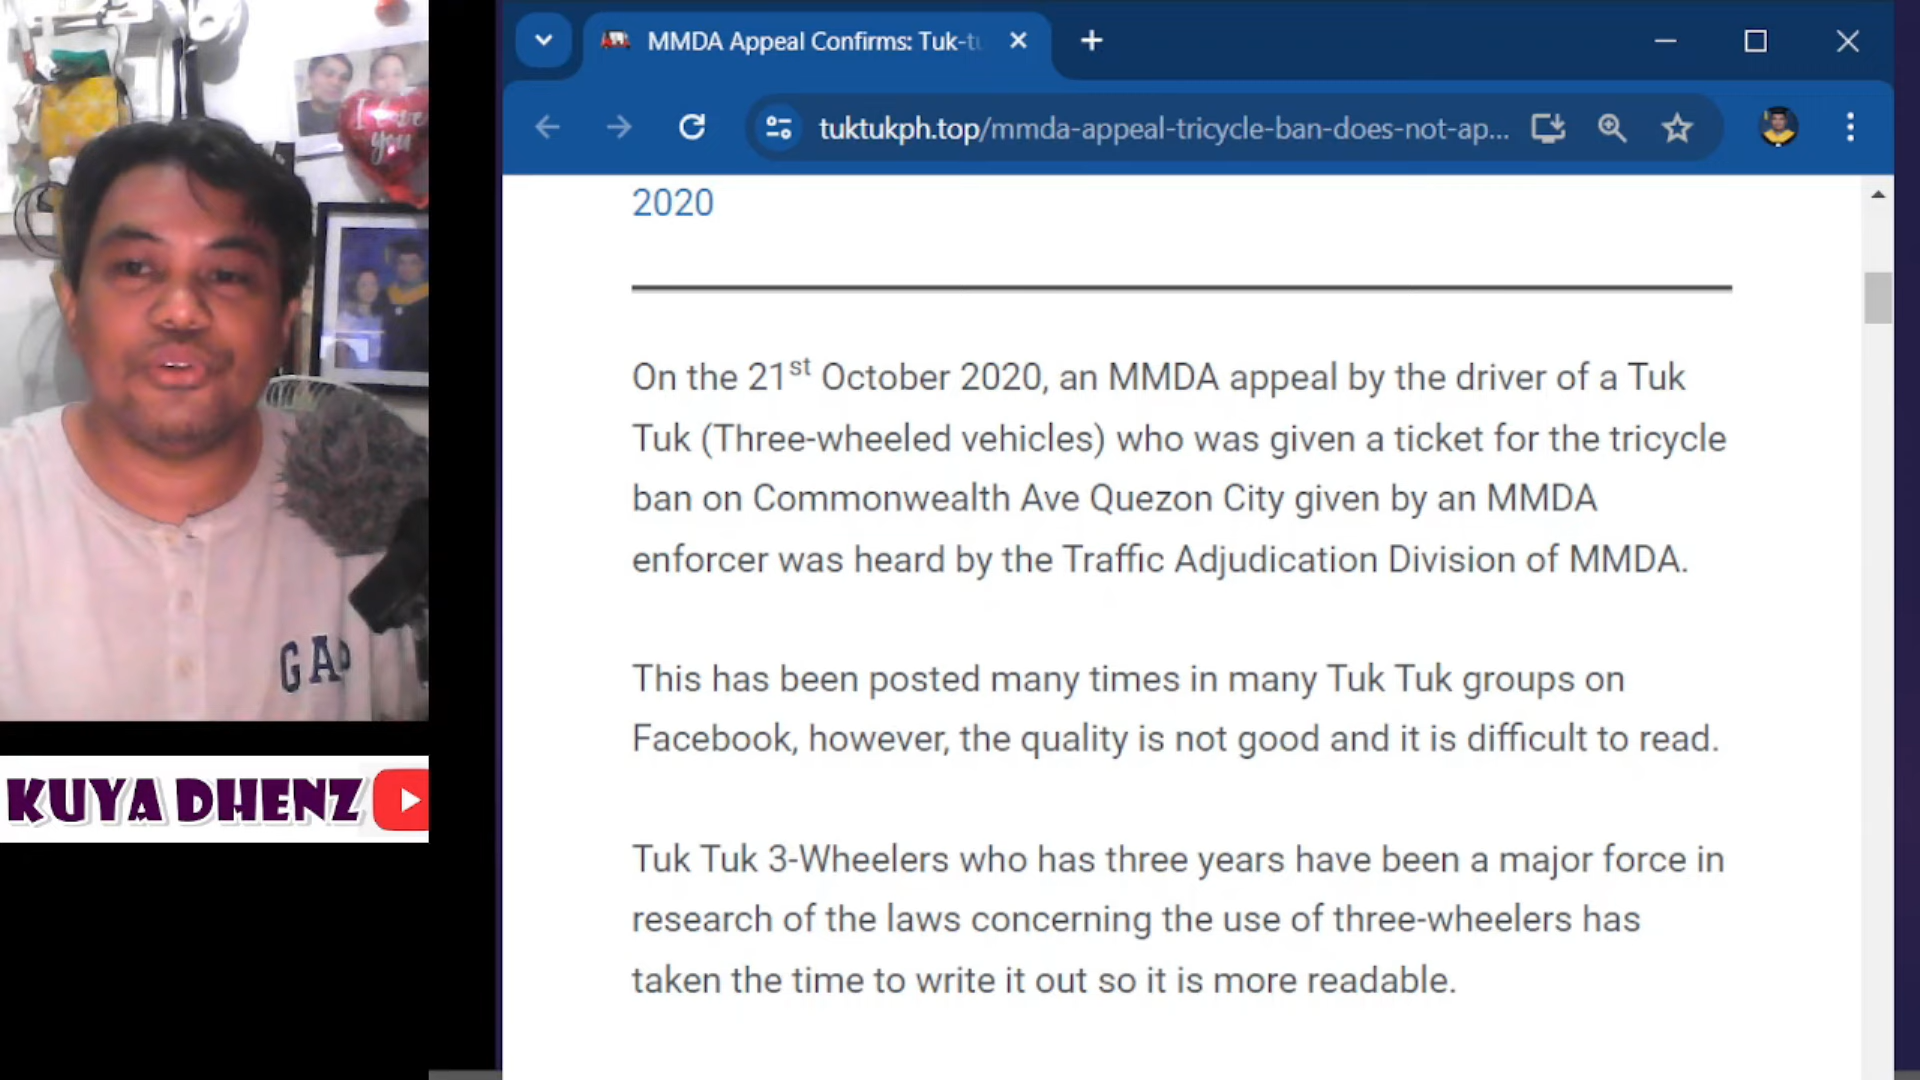 I love
you
GAP
KUYA DHENZ
MMDA Appeal Confirms: Tuk-tu
tuktukph.top/mmda-appeal-tricycle-ban-does-not-ap...
2020
On the 21st October 2020, an MMDA appeal by the driver of a Tuk
Tuk (Three-wheeled vehicles) who was given a ticket for the tricycle
ban on Commonwealth Ave Quezon City given by an MMDA
enforcer was heard by the Traffic Adjudication Division of MMDA.
This has been posted many times in many Tuk Tuk groups on
Facebook, however, the quality is not good and it is difficult to read.
Tuk Tuk 3-Wheelers who has three years have been a major force in
research of the laws concerning the use of three-wheelers has
taken the time to write it out so it is more readable.